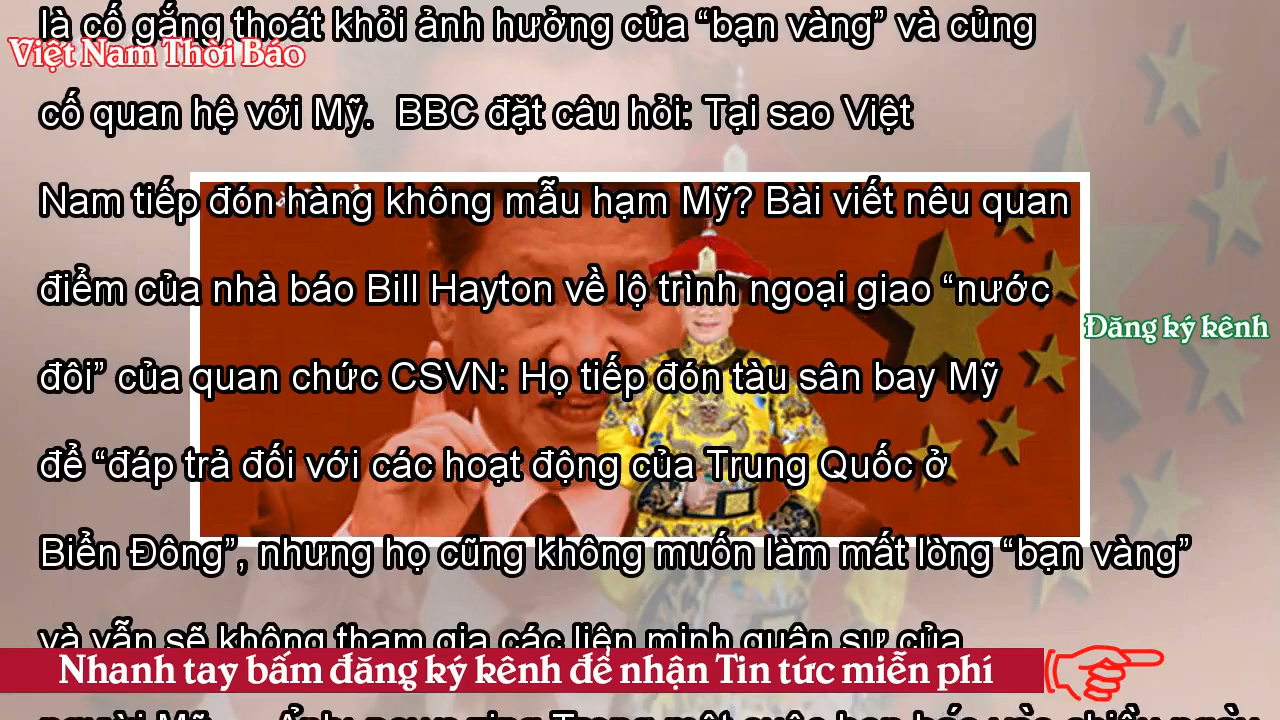 là cố gắng thoát khỏi ảnh hưởng của “bạn vàng” và củng
Việt Nam Thời Báo
cố quan hệ với Mỹ.  BBC đặt câu hỏi: Tại sao Việt
Nam tiếp đón hàng không mẫu hạm Mỹ? Bài viết nêu quan
điểm của nhà báo Bill Hayton về lộ trình ngoại giao “nước
Đăng ký kênh
đôi” của quan chức CSVN: Họ tiếp đón tàu sân bay Mỹ
để “đáp trả đối với các hoạt động của Trung Quốc ở
Biển Đông”, nhưng họ cũng không muốn làm mất lòng “bạn vàng”
và vẫn sẽ không tham gia các liên minh quân sự của
Nhanh tay bấm đăng ký kênh để nhận Tin tức miễn phí